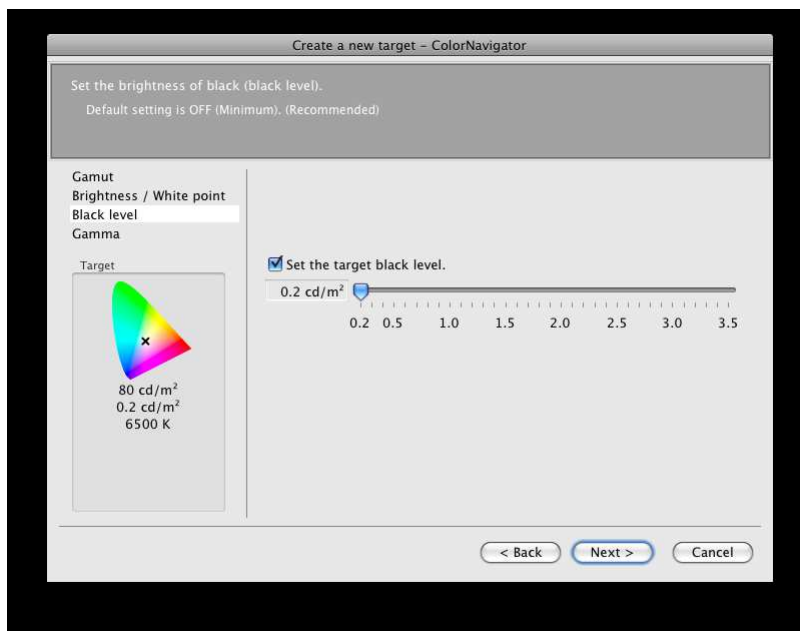 Create a new target – ColorNavigator
Set the brightness of black (black level).
Default setting is OFF (Minimum). (Recommended)
Gamut
Brightness / White point
Black level
Gamma
Target
80 cd/m²
0.2 cd/m²
6500 K
Set the target black level.
0.2 cd/m²
0.2 0.5 1.0 1.5 2.0 2.5 3.0 3.5
< Back Next > Cancel